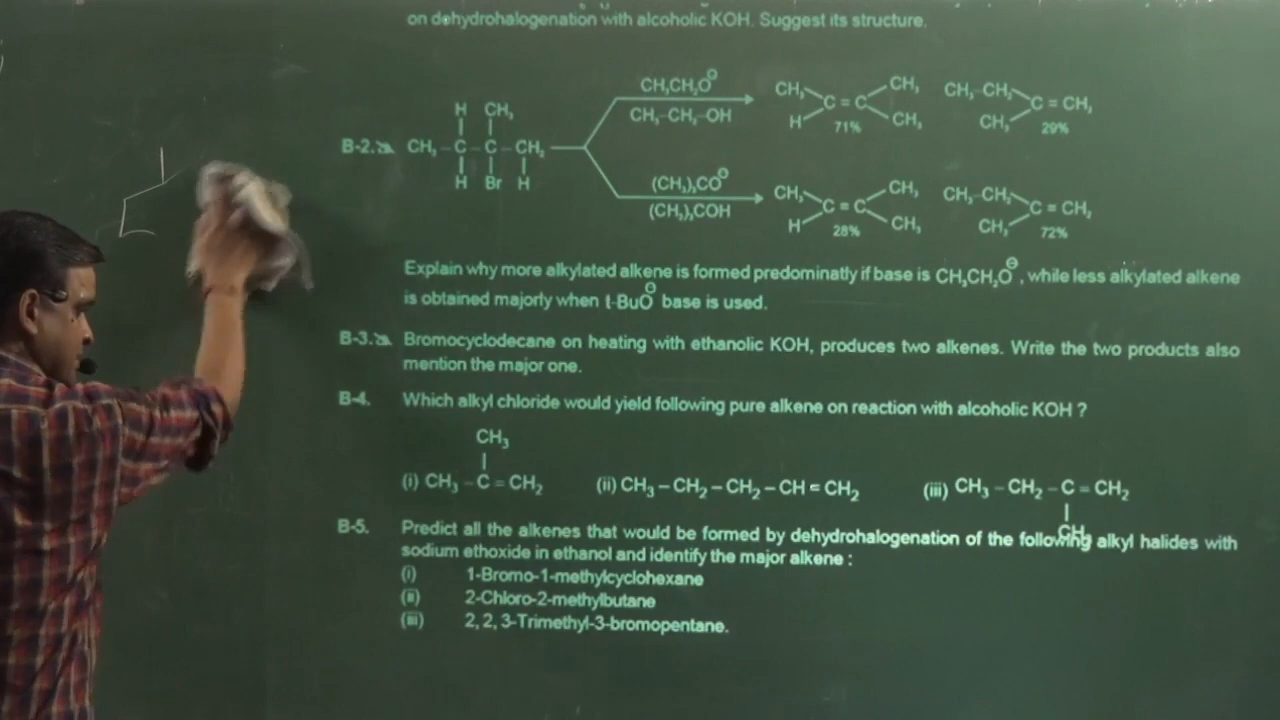 on dehydrohalogenation with alcoholic KOH. Suggest its structure.
CH₃CH₂O⊖
CH₃–CH₂–OH
CH₃ CH₃
C = C
H CH₃
71%
CH₃–CH₂
C = CH₂
CH₃
29%
H CH₃
B-2. CH₃ – C – C – CH₂
H Br H
(CH₃)₃CO⊖
(CH₃)₃COH
CH₃ CH₃
C = C
H CH₃
28%
CH₃–CH₂
C = CH₂
CH₃
72%
Explain why more alkylated alkene is formed predominatly if base is CH₃CH₂O⊖, while less alkylated alkene
is obtained majorly when t-BuO⊖ base is used.
B-3. Bromocyclodecane on heating with ethanolic KOH, produces two alkenes. Write the two products also
mention the major one.
B-4. Which alkyl chloride would yield following pure alkene on reaction with alcoholic KOH ?
CH₃
(i) CH₃ – C = CH₂ (ii) CH₃ – CH₂ – CH₂ – CH = CH₂ (iii) CH₃ – CH₂ – C = CH₂
CH₃
B-5. Predict all the alkenes that would be formed by dehydrohalogenation of the following alkyl halides with
sodium ethoxide in ethanol and identify the major alkene :
(i) 1-Bromo-1-methylcyclohexane
(ii) 2-Chloro-2-methylbutane
(iii) 2, 2, 3-Trimethyl-3-bromopentane.